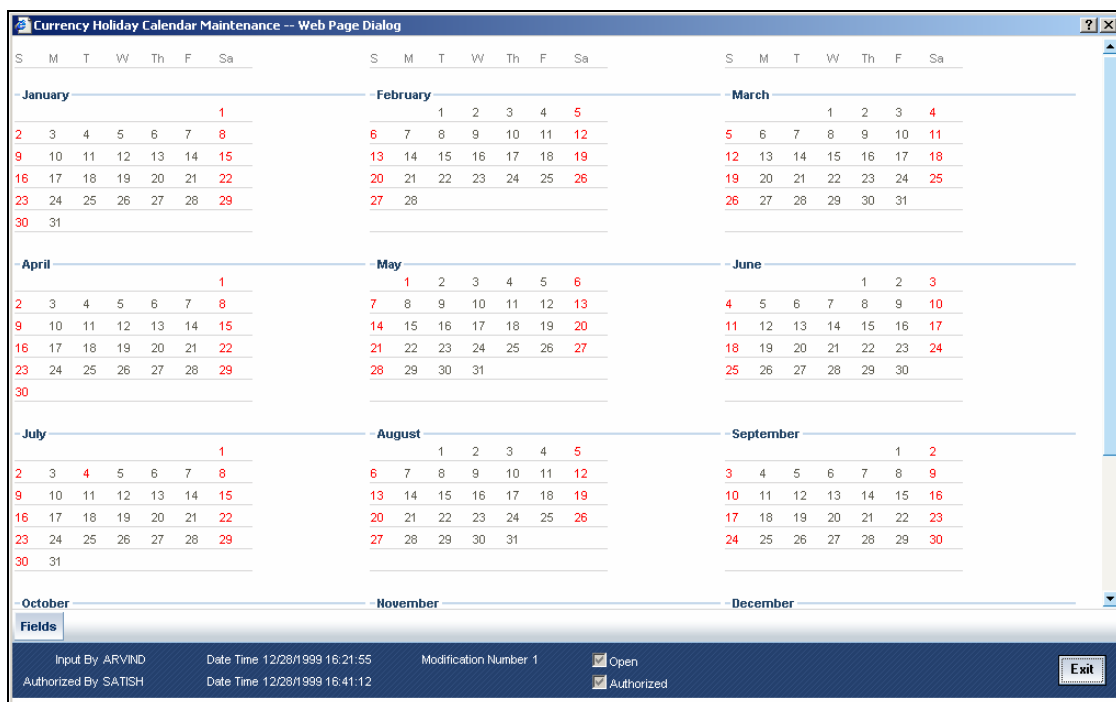 Currency Holiday Calendar Maintenance -- Web Page Dialog ? X
S M T W Th F Sa S M T W Th F Sa S M T W Th F Sa
January February March
1 1 2 3 4 5 1 2 3 4
2 3 4 5 6 7 8 6 7 8 9 10 11 12 5 6 7 8 9 10 11
9 10 11 12 13 14 15 13 14 15 16 17 18 19 12 13 14 15 16 17 18
16 17 18 19 20 21 22 20 21 22 23 24 25 26 19 20 21 22 23 24 25
23 24 25 26 27 28 29 27 28 26 27 28 29 30 31
30 31
April May June
1 1 2 3 4 5 6 1 2 3
2 3 4 5 6 7 8 7 8 9 10 11 12 13 4 5 6 7 8 9 10
9 10 11 12 13 14 15 14 15 16 17 18 19 20 11 12 13 14 15 16 17
16 17 18 19 20 21 22 21 22 23 24 25 26 27 18 19 20 21 22 23 24
23 24 25 26 27 28 29 28 29 30 31 25 26 27 28 29 30
30
July August September
1 1 2 3 4 5 1 2
2 3 4 5 6 7 8 6 7 8 9 10 11 12 3 4 5 6 7 8 9
9 10 11 12 13 14 15 13 14 15 16 17 18 19 10 11 12 13 14 15 16
16 17 18 19 20 21 22 20 21 22 23 24 25 26 17 18 19 20 21 22 23
23 24 25 26 27 28 29 27 28 29 30 31 24 25 26 27 28 29 30
30 31
October November December
Fields
Input By ARVIND Date Time 12/28/1999 16:21:55 Modification Number 1 Open
Authorized By SATISH Date Time 12/28/1999 16:41:12 Authorized
Exit